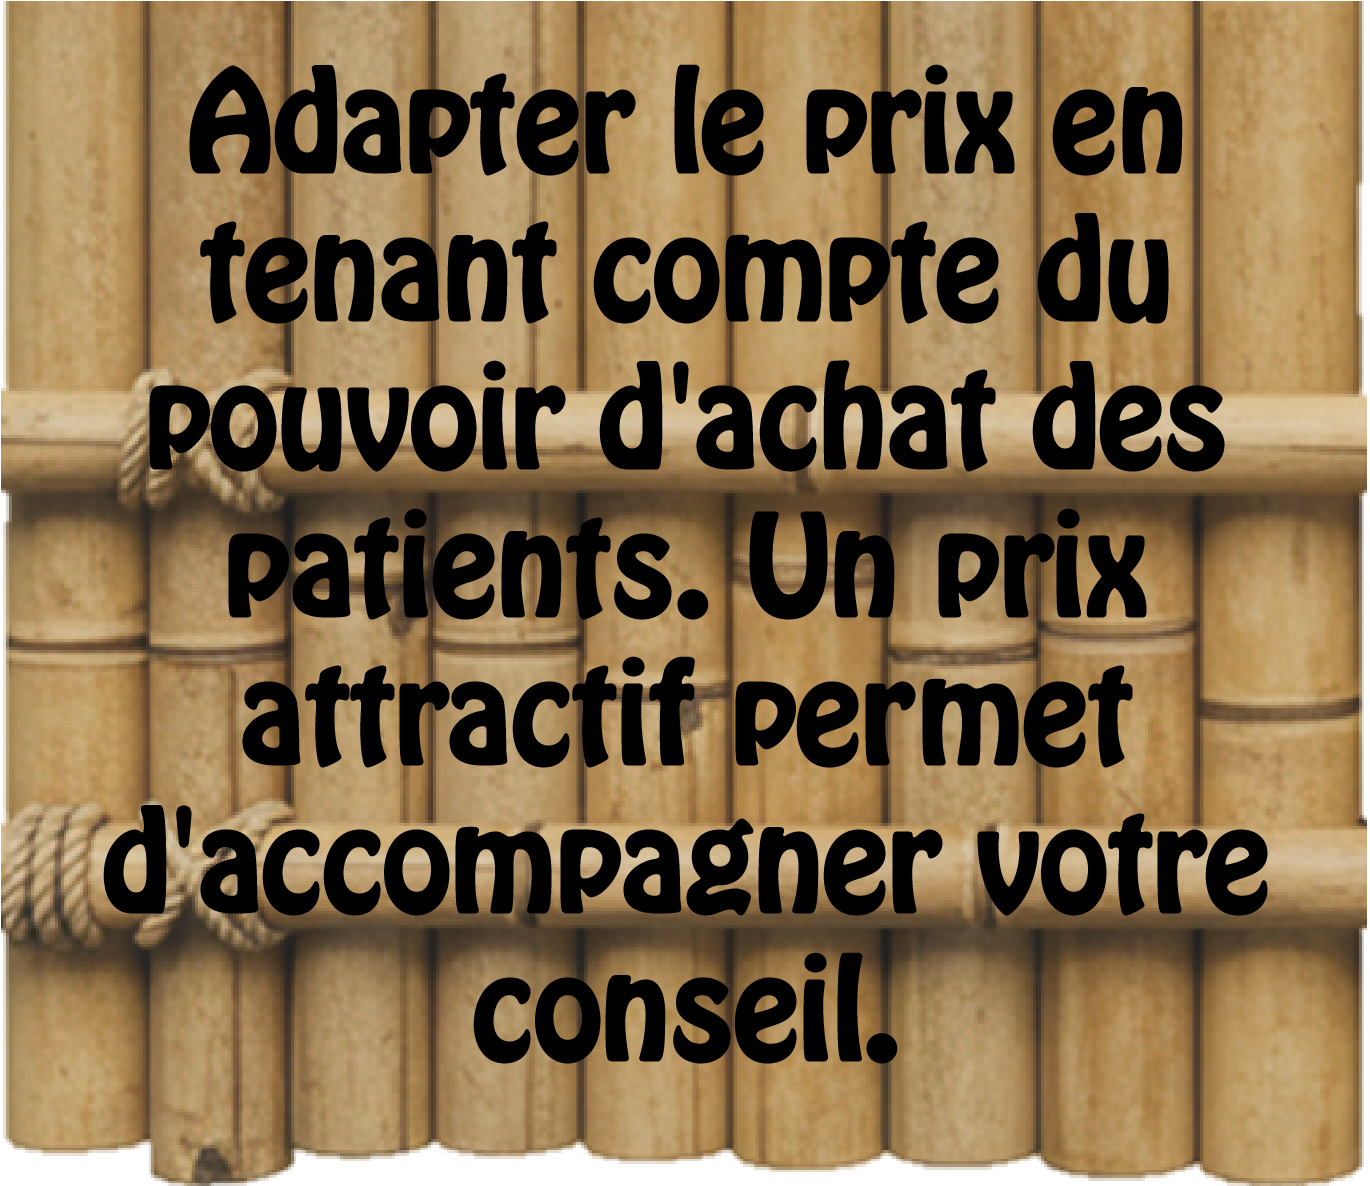 Adapter le prix en
tenant compte du
pouvoir d'achat des
patients. Un prix
attractif permet
d'accompagner votre
conseil.